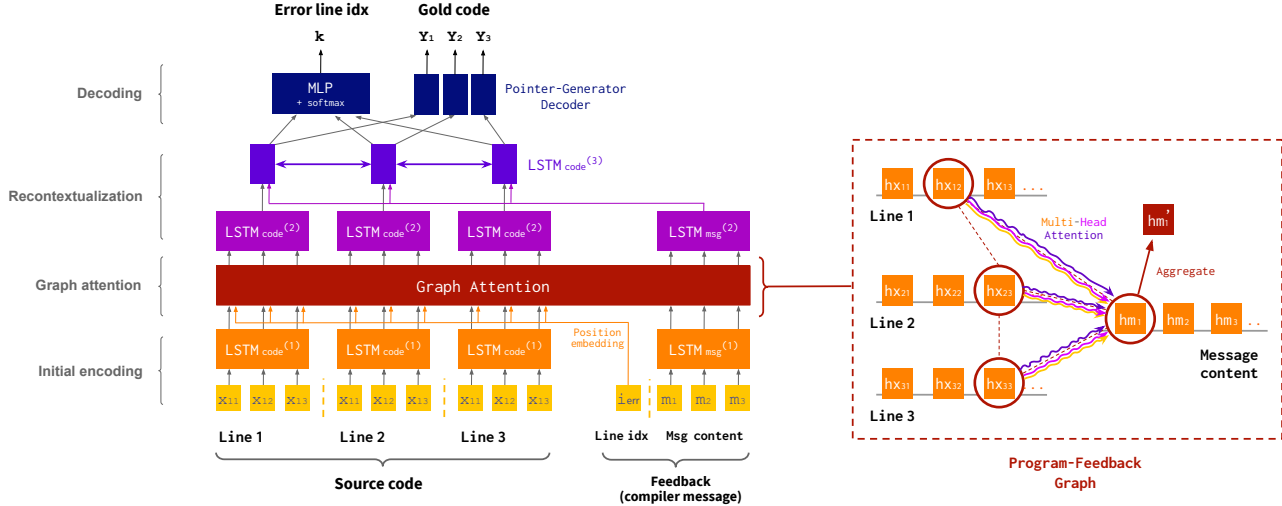 Error line idx
Gold code
k
Y1 Y2 Y3
Decoding
MLP
+ softmax
Pointer-Generator
Decoder
LSTM code(3)
Recontextualization
LSTM code(2) LSTM code(2) LSTM code(2) LSTM msg(2)
Graph attention
Graph Attention
Position
embedding
Initial encoding
LSTM code(1) LSTM code(1) LSTM code(1) LSTM msg(1)
x11 x12 x13 x11 x12 x13 x11 x12 x13 ierr m1 m2 m3
Line 1 Line 2 Line 3 Line idx Msg content
Source code
Feedback
(compiler message)
hx11 hx12 hx13 ...
Line 1
Multi-Head
Attention
hm1'
Aggregate
hx21 hx22 hx23 ...
Line 2
hm1 hm2 hm3 ..
Message
content
hx31 hx32 hx33 ...
Line 3
Program-Feedback
Graph